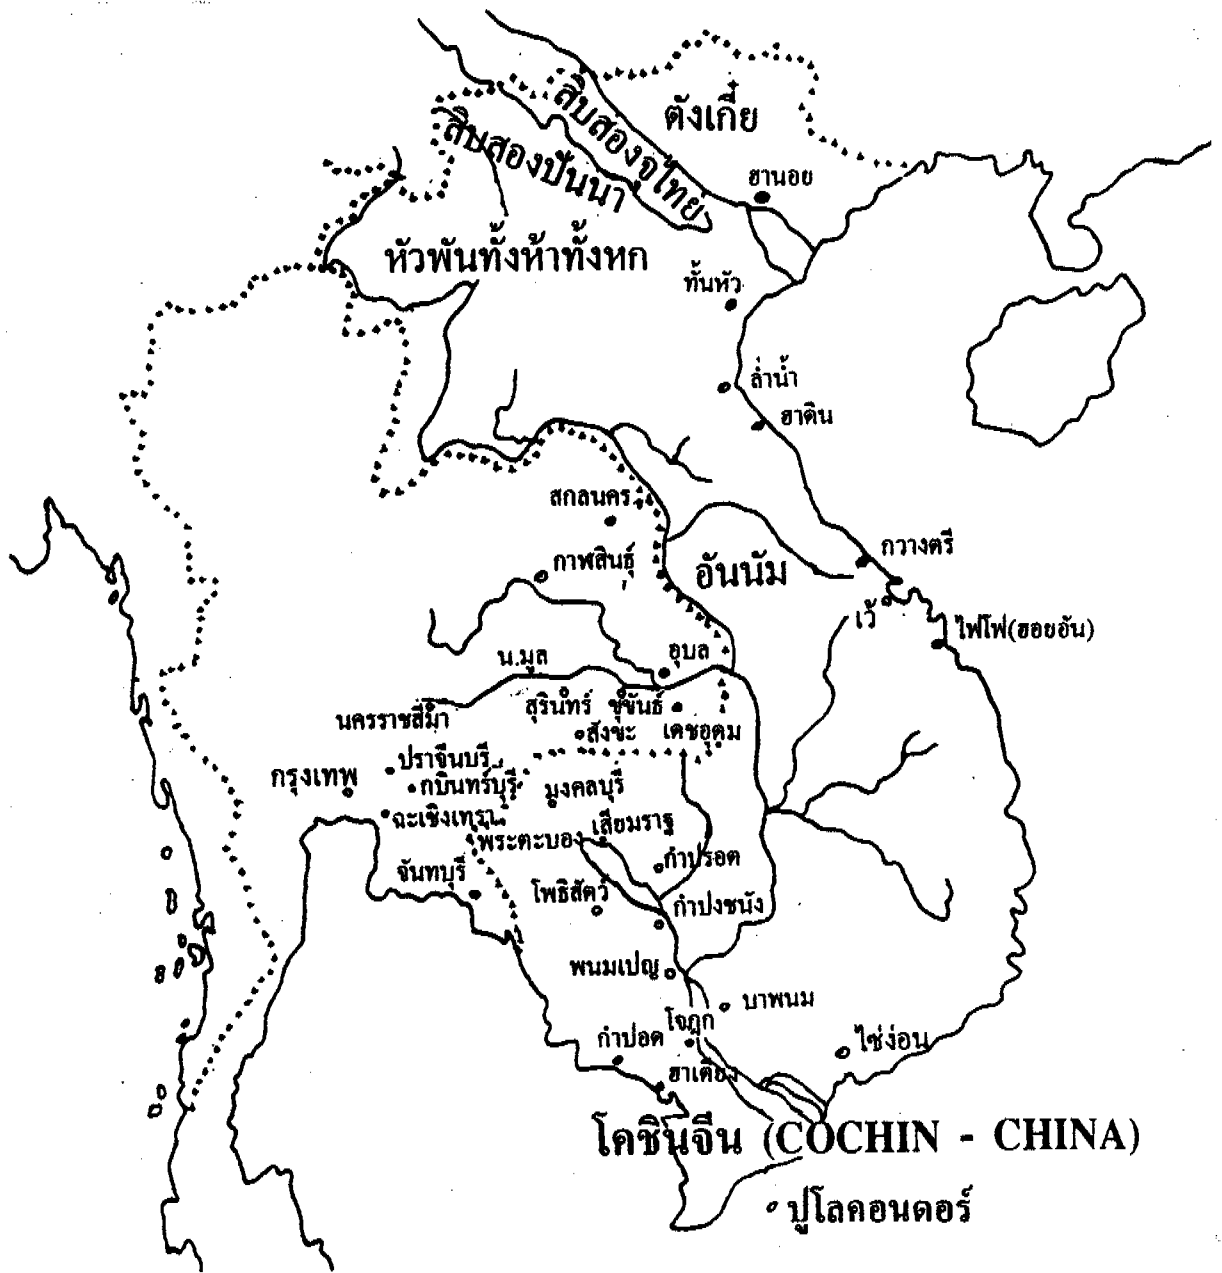 ตังเกี๋ย
สิบสองจุไทย
สิบสองปันนา
ฮานอย
หัวพันทั้งห้าทั้งหก
ทั้นหัว
ล่าน้ำ
ฮาติน
สกลนคร
กวางตรี
กาฬสินธุ์
อันนัม
เว้
ไฟโฟ(ฮอยอัน)
น.มูล
อุบล
นครราชสีมา
สุรินทร์
ขุขันธ์
สังขะ
เดชอุดม
ปราจีนบุรี
กรุงเทพ
กบินทร์บุรี
มงคลบุรี
ฉะเชิงเทรา
พระตะบอง
เสียมราฐ
กำปรอด
จันทบุรี
โพธิสัตว์
กำปงชนัง
พนมเปญ
บาพนม
โจฎก
กำปอด
ไซ่ง่อน
ฮาเตียง
โคชินจีน (COCHIN - CHINA)
ปูโลคอนดอร์